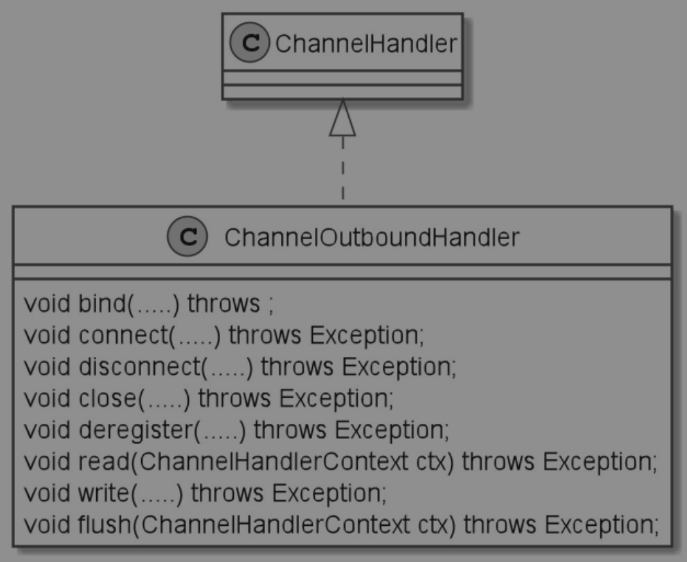 C ChannelHandler
C ChannelOutboundHandler
void bind(.....) throws ;
void connect(.....) throws Exception;
void disconnect(.....) throws Exception;
void close(.....) throws Exception;
void deregister(.....) throws Exception;
void read(ChannelHandlerContext ctx) throws Exception;
void write(.....) throws Exception;
void flush(ChannelHandlerContext ctx) throws Exception;